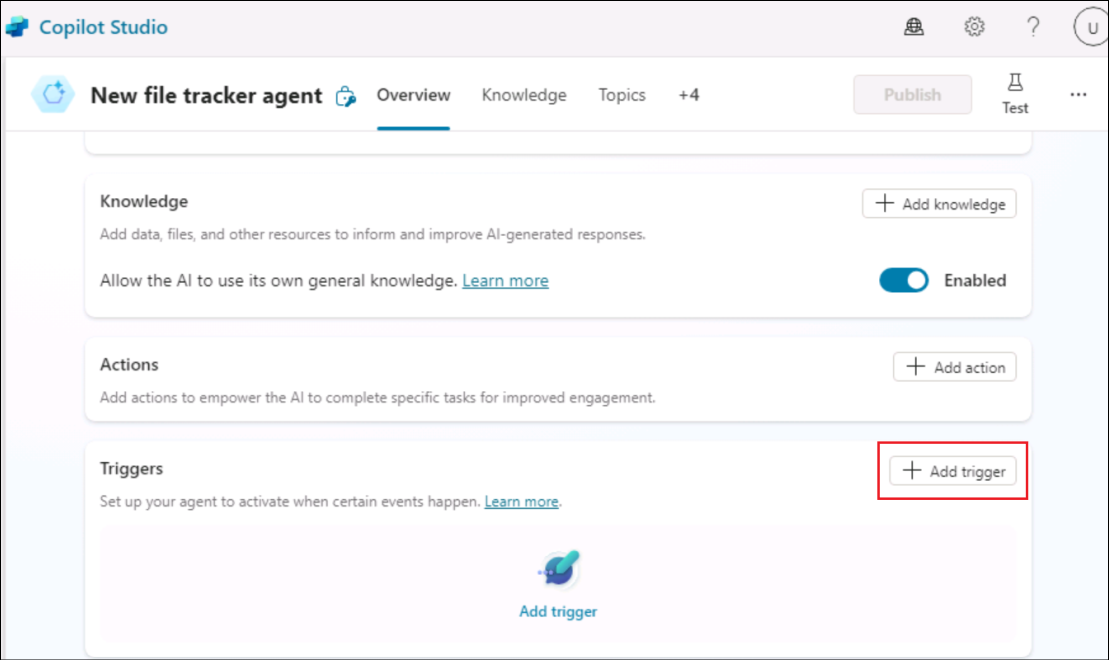 Copilot Studio
?
U
New file tracker agent Overview Knowledge Topics +4 Publish Test ...
Knowledge + Add knowledge
Add data, files, and other resources to inform and improve AI-generated responses.
Allow the AI to use its own general knowledge. Learn more Enabled
Actions + Add action
Add actions to empower the AI to complete specific tasks for improved engagement.
Triggers + Add trigger
Set up your agent to activate when certain events happen. Learn more.
Add trigger